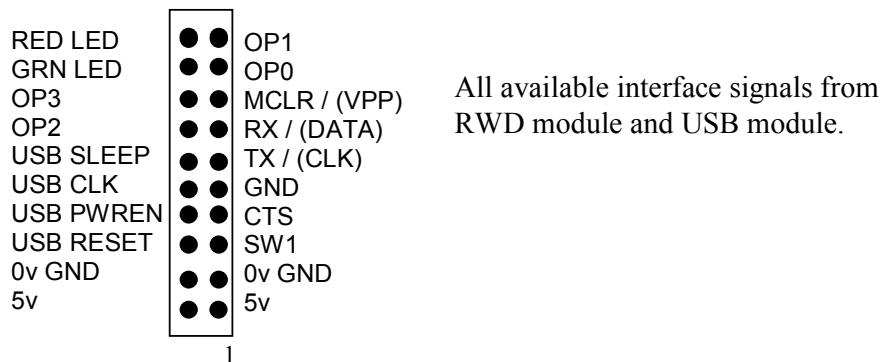 RED LED
GRN LED
OP3
OP2
USB SLEEP
USB CLK
USB PWREN
USB RESET
0v GND
5v
OP1
OP0
MCLR / (VPP)
RX / (DATA)
TX / (CLK)
GND
CTS
SW1
0v GND
5v
1
All available interface signals from
RWD module and USB module.